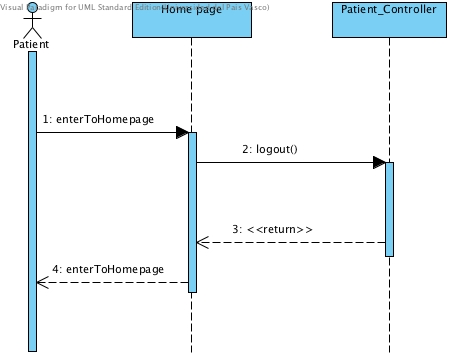 Visual Paradigm for UML Standard Edition
del Pais Vasco)
Home page
Patient_Controller
Patient
1: enterToHomepage
2: logout()
3: <<return>>
4: enterToHomepage